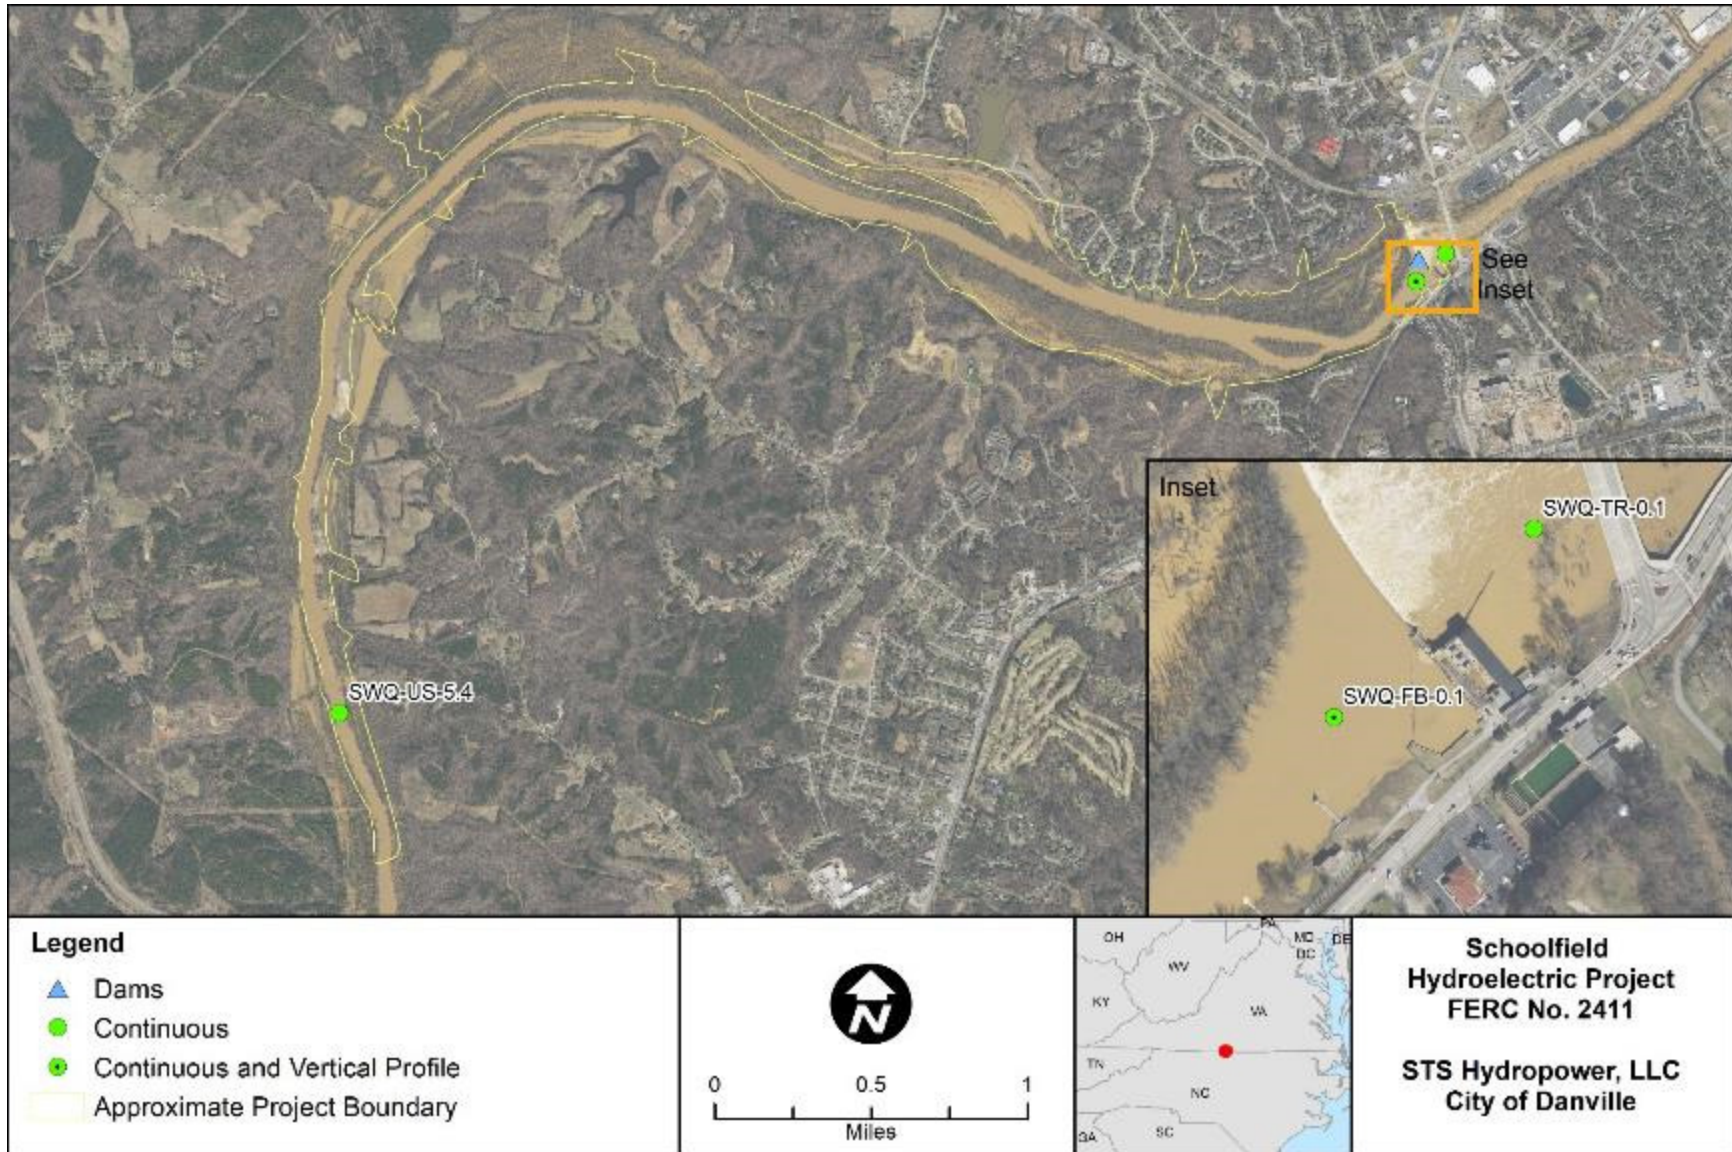 See
Inset
SWQ-US-5.4
Inset
SWQ-TR-0.1
SWQ-FB-0.1
Legend
Dams
Continuous
Continuous and Vertical Profile
Approximate Project Boundary
N
0 0.5 1
Miles
OH
PA
MD
DE
DC
WV
KY
VA
TN
NC
SC
GA
Schoolfield
Hydroelectric Project
FERC No. 2411
STS Hydropower, LLC
City of Danville